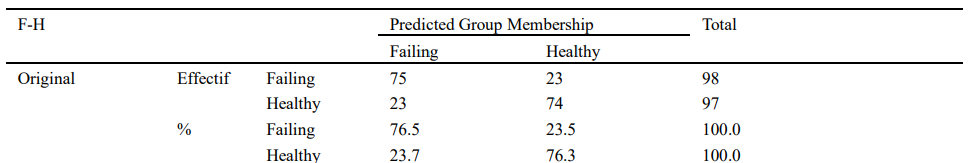 F-H Predicted Group Membership Total
Failing Healthy
Original Effectif Failing 75 23 98
Healthy 23 74 97
% Failing 76.5 23.5 100.0
Healthy 23.7 76.3 100.0